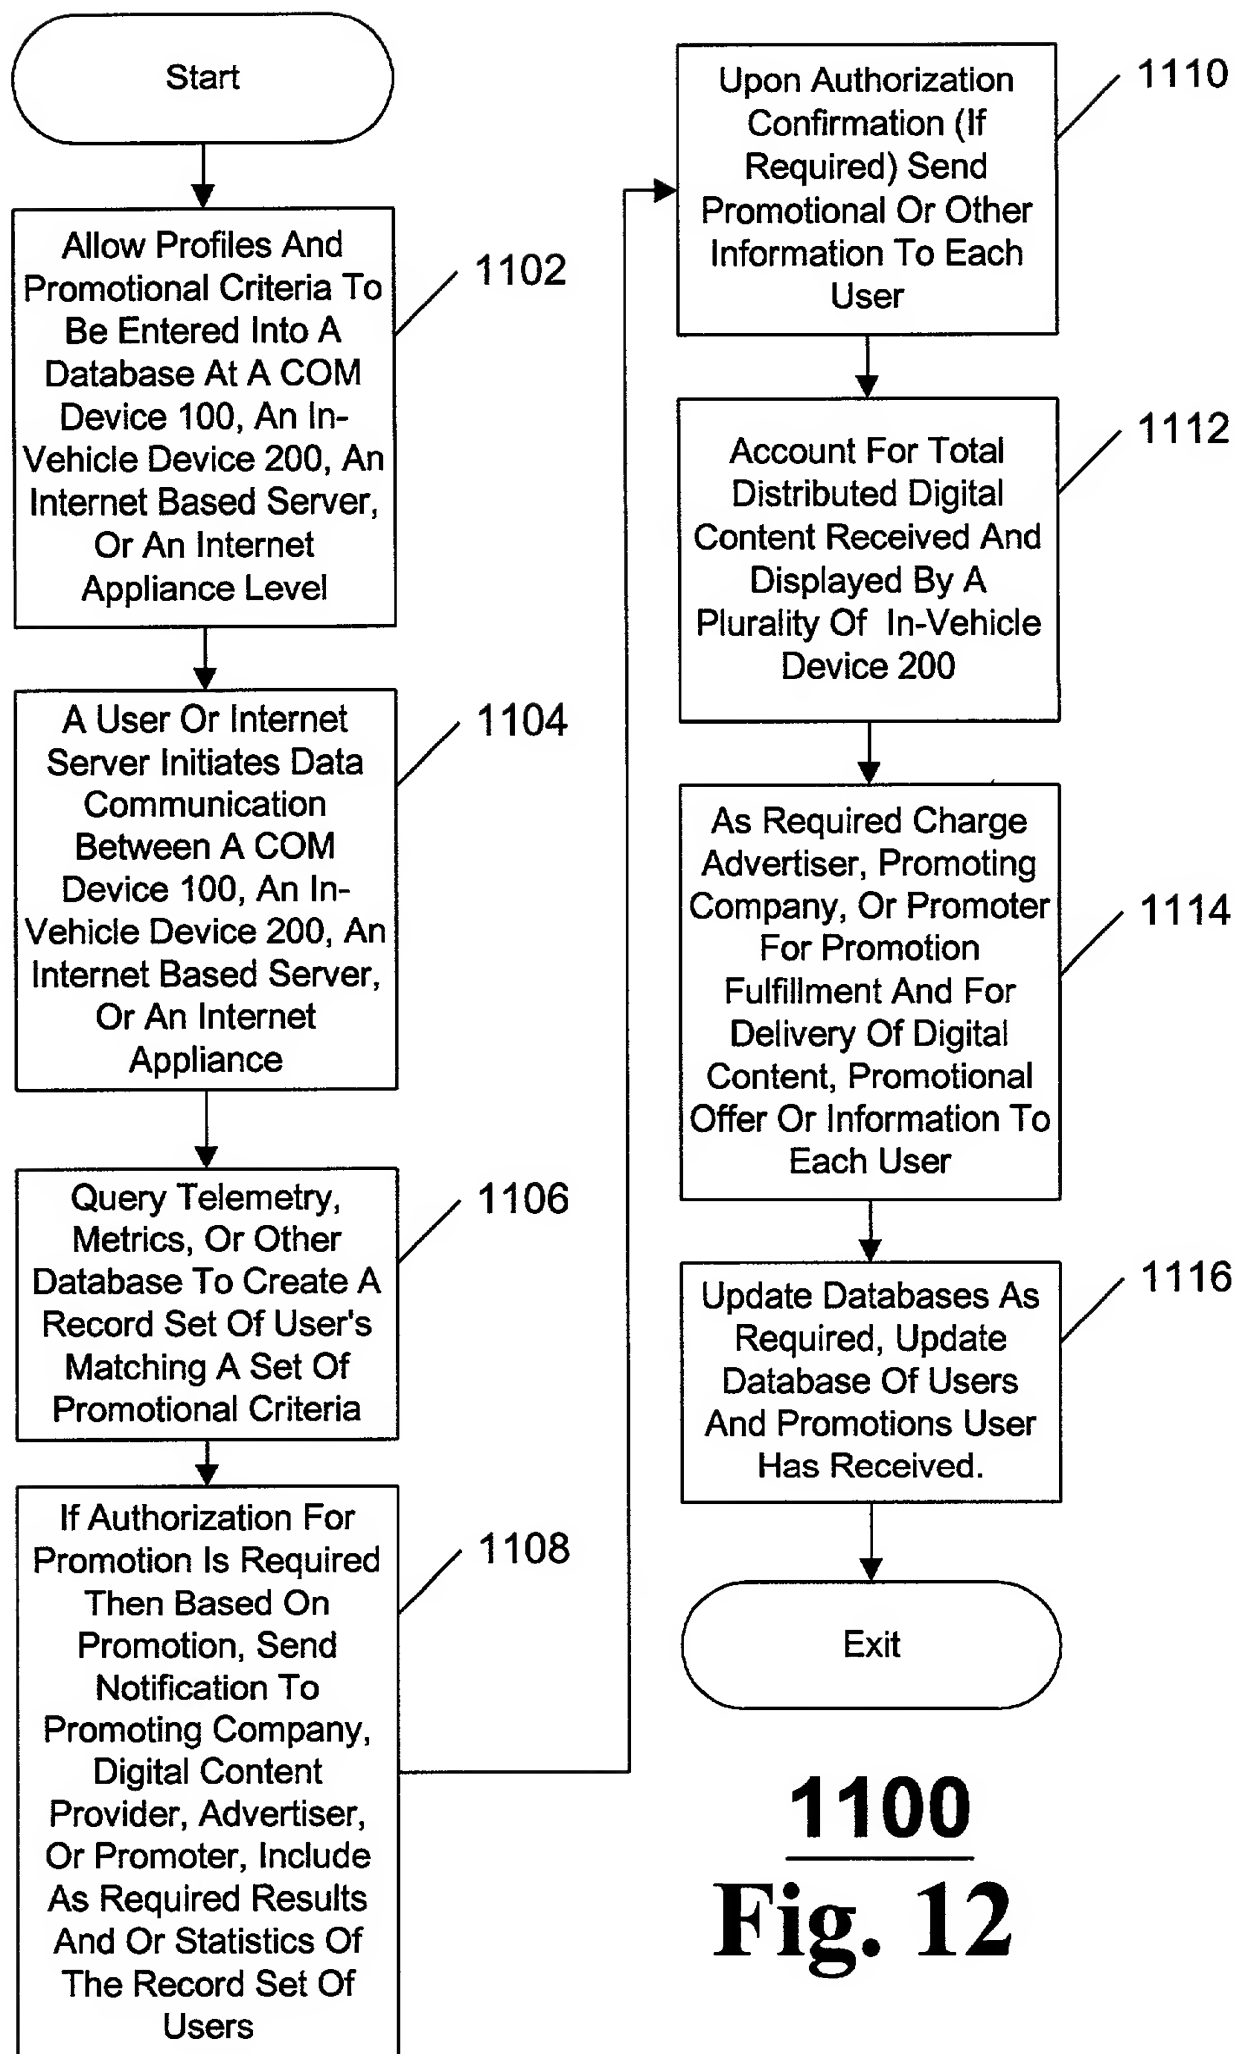 Start
Allow Profiles And
Promotional Criteria To
Be Entered Into A
Database At A COM
Device 100, An In-
Vehicle Device 200, An
Internet Based Server,
Or An Internet
Appliance Level
1102
A User Or Internet
Server Initiates Data
Communication
Between A COM
Device 100, An In-
Vehicle Device 200, An
Internet Based Server,
Or An Internet
Appliance
1104
Query Telemetry,
Metrics, Or Other
Database To Create A
Record Set Of User's
Matching A Set Of
Promotional Criteria
1106
If Authorization For
Promotion Is Required
Then Based On
Promotion, Send
Notification To
Promoting Company,
Digital Content
Provider, Advertiser,
Or Promoter, Include
As Required Results
And Or Statistics Of
The Record Set Of
Users
1108
Upon Authorization
Confirmation (If
Required) Send
Promotional Or Other
Information To Each
User
1110
Account For Total
Distributed Digital
Content Received And
Displayed By A
Plurality Of In-Vehicle
Device 200
1112
As Required Charge
Advertiser, Promoting
Company, Or Promoter
For Promotion
Fulfillment And For
Delivery Of Digital
Content, Promotional
Offer Or Information To
Each User
1114
Update Databases As
Required, Update
Database Of Users
And Promotions User
Has Received.
1116
Exit
1100
Fig. 12